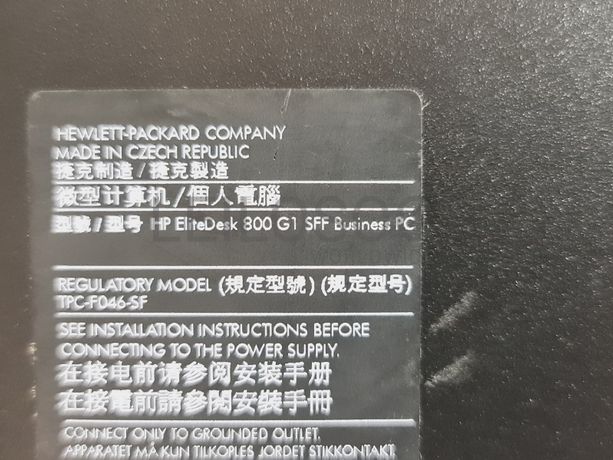 HEWLETT-PACKARD COMPANY
MADE IN CZECH REPUBLIC
捷克制造 / 捷克製造
微型计算机/個人電腦
型號 / 型号 HP EliteDesk 800 G1 SFF Business PC
REGULATORY MODEL (規定型號) (规定型号)
TPC-F046-SF
SEE INSTALLATION INSTRUCTIONS BEFORE
CONNECTING TO THE POWER SUPPLY.
在接电前请参阅安装手册
在接電前請參閱安裝手冊
CONNECT ONLY TO GROUNDED OUTLET.
APPARATET MÅ KUN TILKOPLES JORDET STIKKONTAKT.